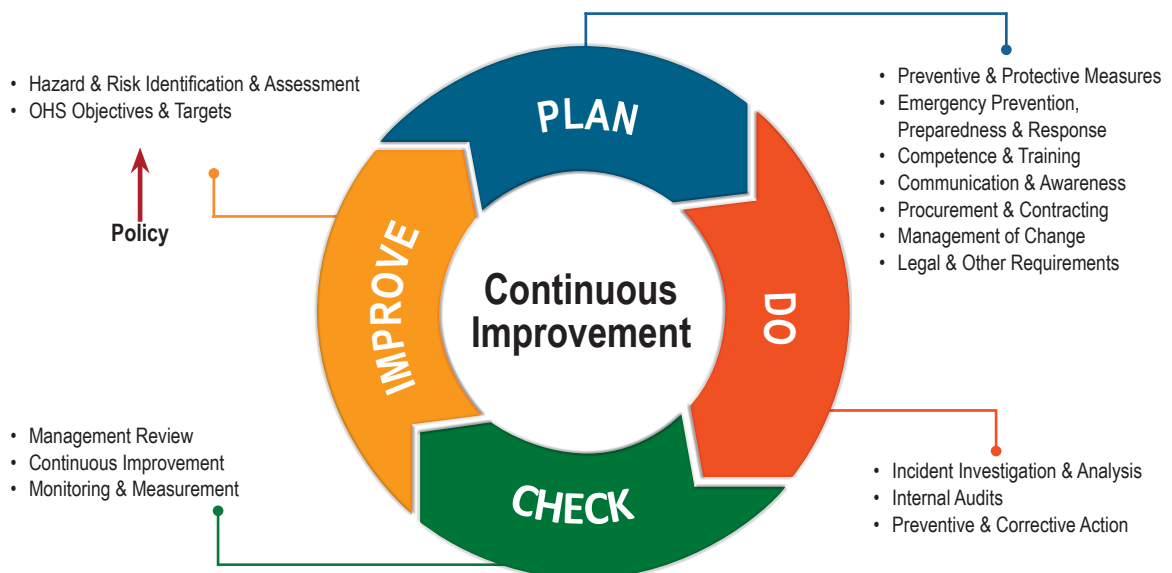 • Hazard & Risk Identification & Assessment
• OHS Objectives & Targets
Policy
PLAN
• Preventive & Protective Measures
• Emergency Prevention,
Preparedness & Response
• Competence & Training
• Communication & Awareness
• Procurement & Contracting
• Management of Change
• Legal & Other Requirements
IMPROVE
Continuous
Improvement
DO
• Management Review
• Continuous Improvement
• Monitoring & Measurement
CHECK
• Incident Investigation & Analysis
• Internal Audits
• Preventive & Corrective Action